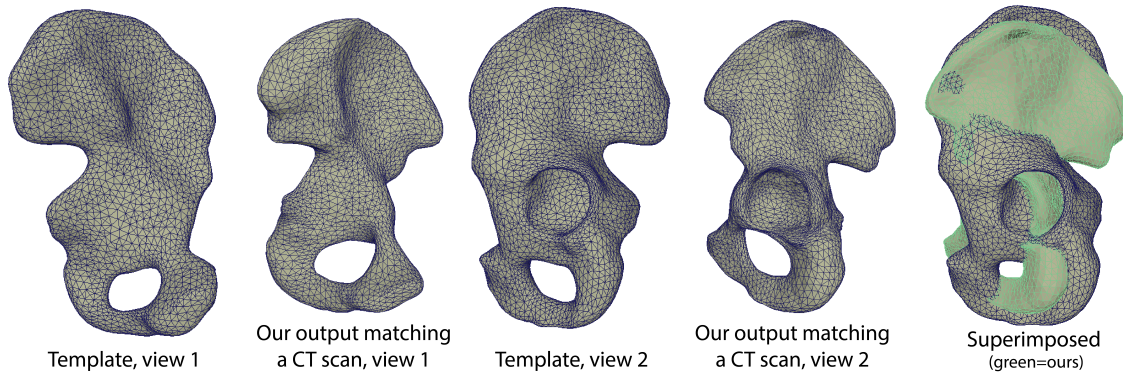 Template, view 1
Our output matching
a CT scan, view 1
Template, view 2
Our output matching
a CT scan, view 2
Superimposed
(green=ours)